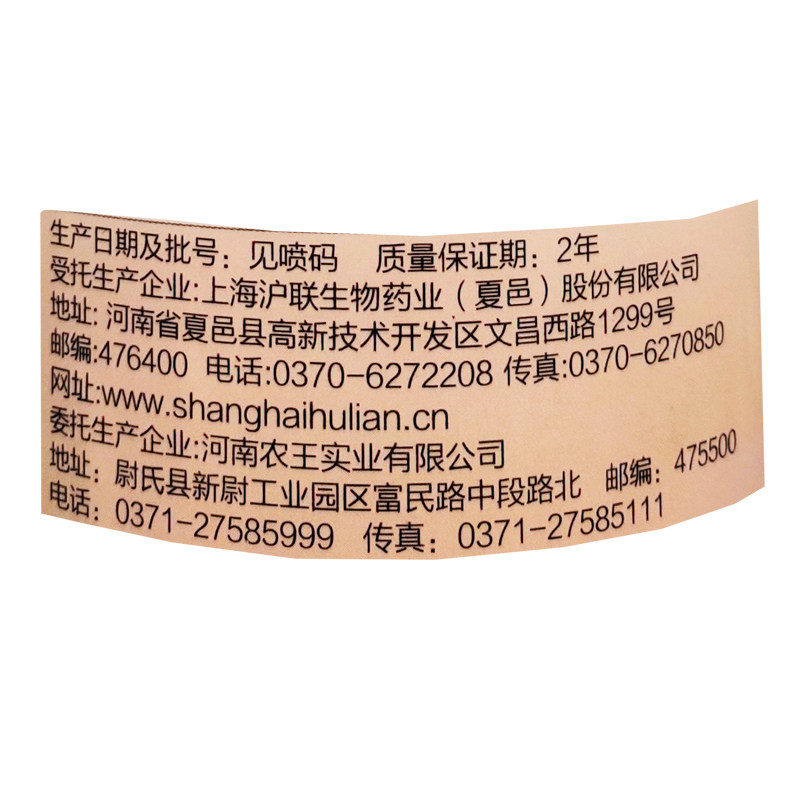 生产日期及批号：见喷码 质量保证期：2年
受托生产企业:上海沪联生物药业（夏邑）股份有限公司
地址: 河南省夏邑县高新技术开发区文昌西路1299号
邮编:476400 电话:0370-6272208 传真:0370-6270850
网址:www.shanghaihulian.cn
委托生产企业:河南农王实业有限公司
地址：尉氏县新尉工业园区富民路中段路北 邮编：475500
电话：0371-27585999 传真：0371-27585111